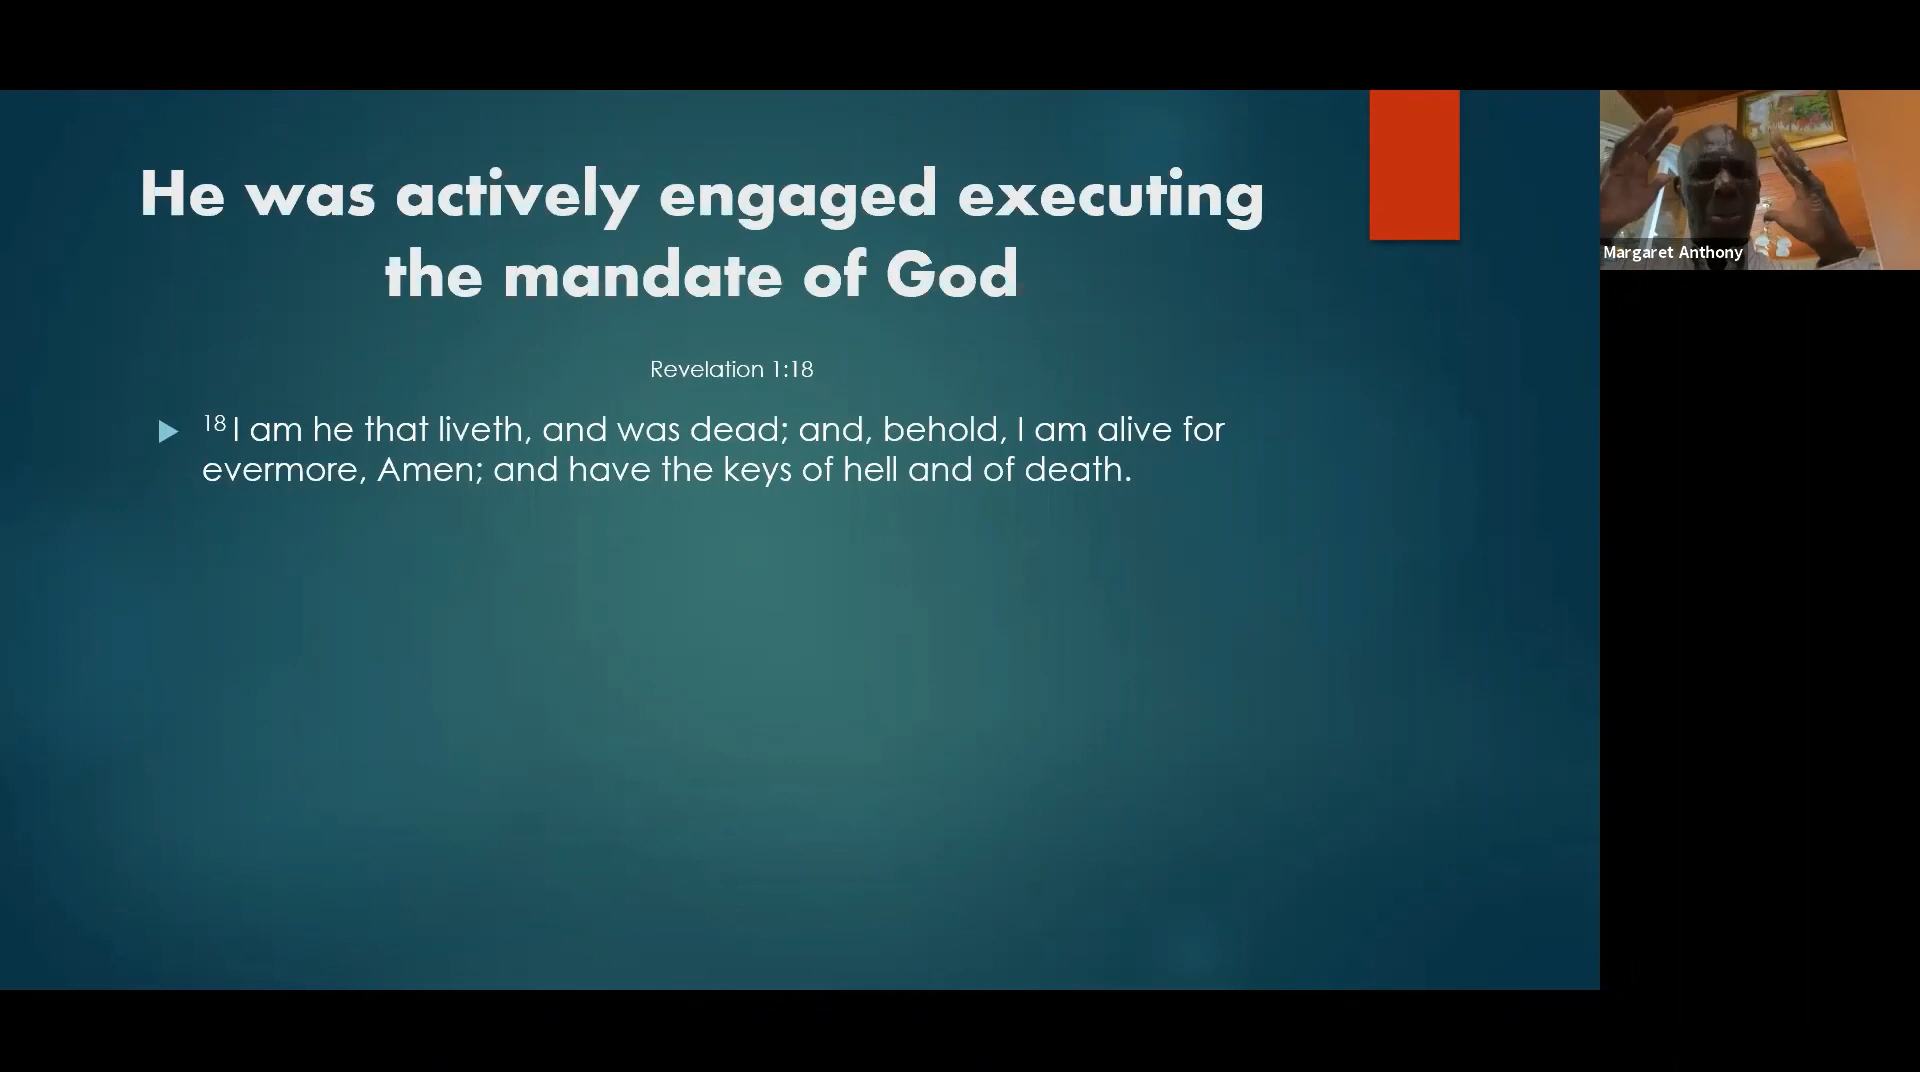 He was actively engaged executing
the mandate of God
Revelation 1:18
18 I am he that liveth, and was dead; and, behold, I am alive for
evermore, Amen; and have the keys of hell and of death.
Margaret Anthony